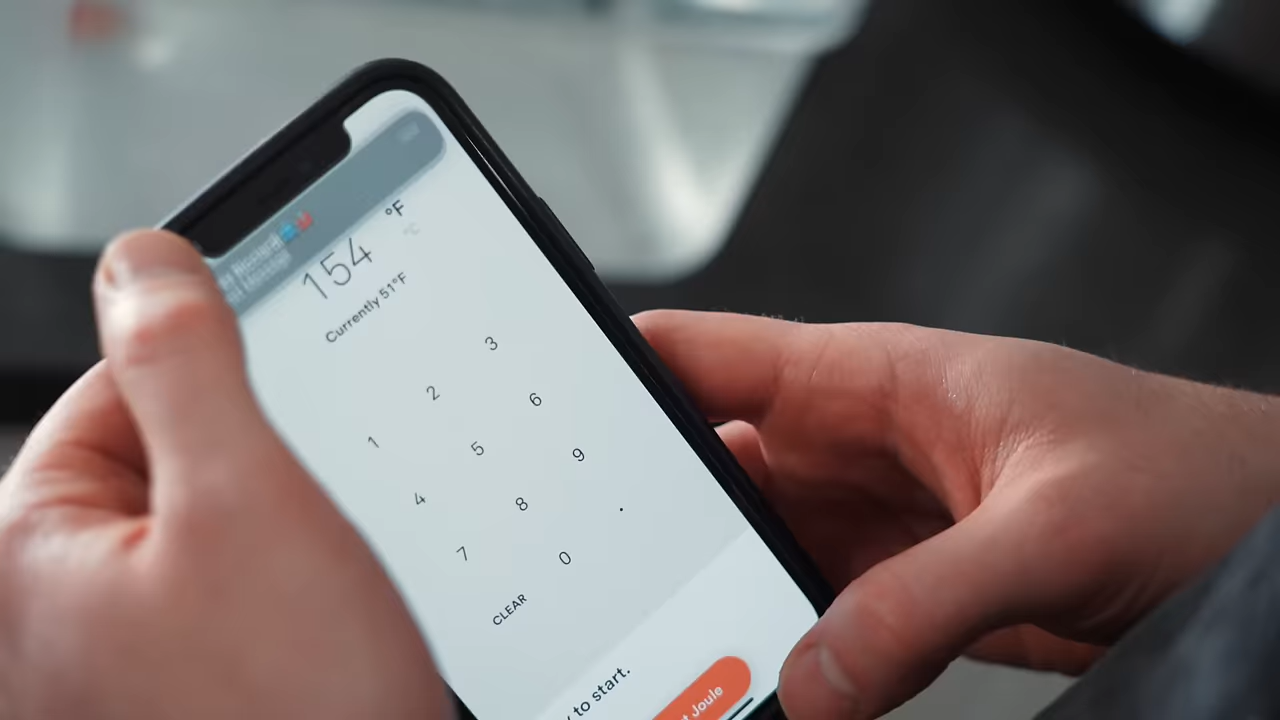 154 °F
°C
Currently 51°F
1 2 3
4 5 6
7 8 9
CLEAR 0 .
to start.
Joule